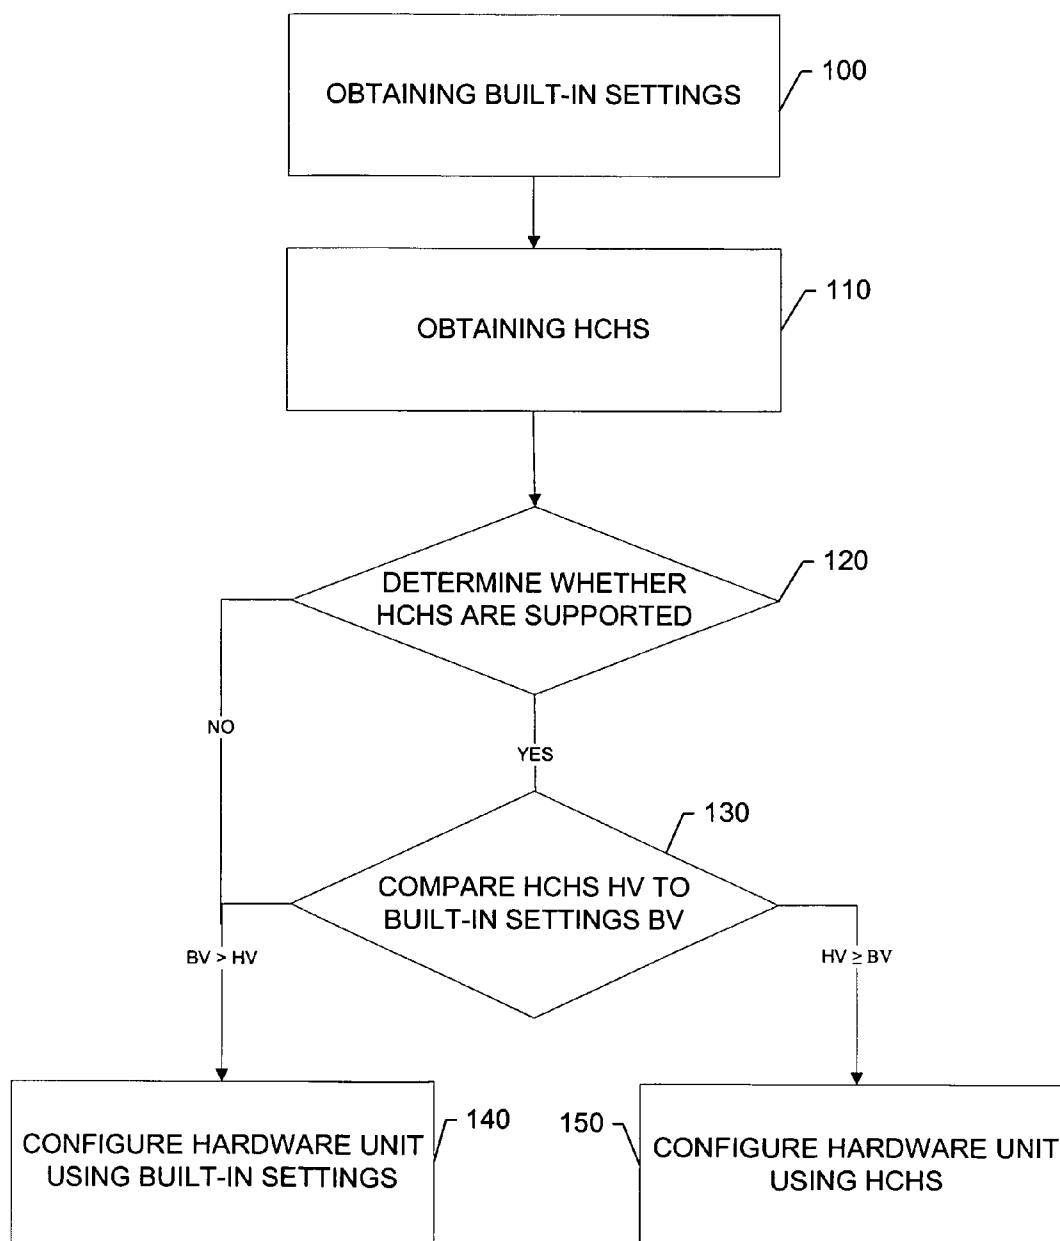 OBTAINING BUILT-IN SETTINGS
100
OBTAINING HCHS
110
DETERMINE WHETHER
HCHS ARE SUPPORTED
120
NO
YES
130
COMPARE HCHS HV TO
BUILT-IN SETTINGS BV
BV > HV
HV ≥ BV
CONFIGURE HARDWARE UNIT
USING BUILT-IN SETTINGS
140
150
CONFIGURE HARDWARE UNIT
USING HCHS